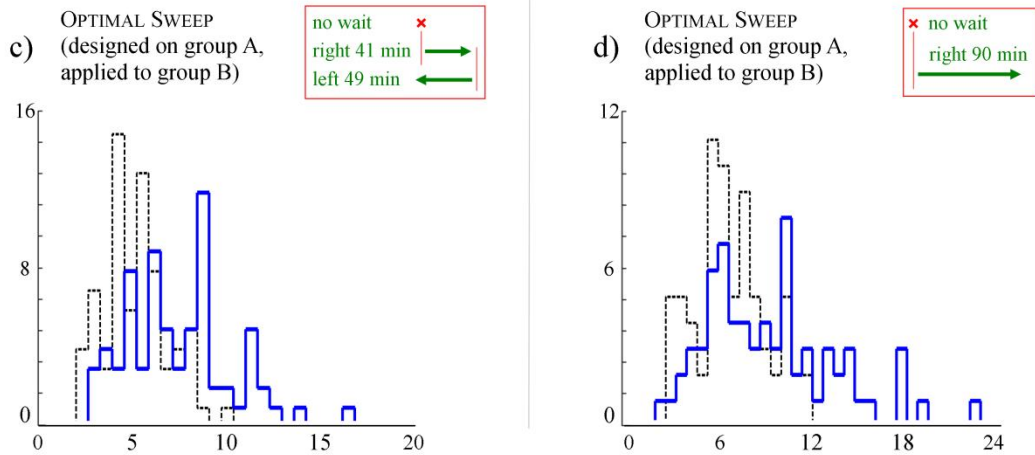 c)
OPTIMAL SWEEP
(designed on group A,
applied to group B)
no wait
right 41 min
left 49 min
16
8
0
0 5 10 15 20
d)
OPTIMAL SWEEP
(designed on group A,
applied to group B)
no wait
right 90 min
12
6
0
0 6 12 18 24